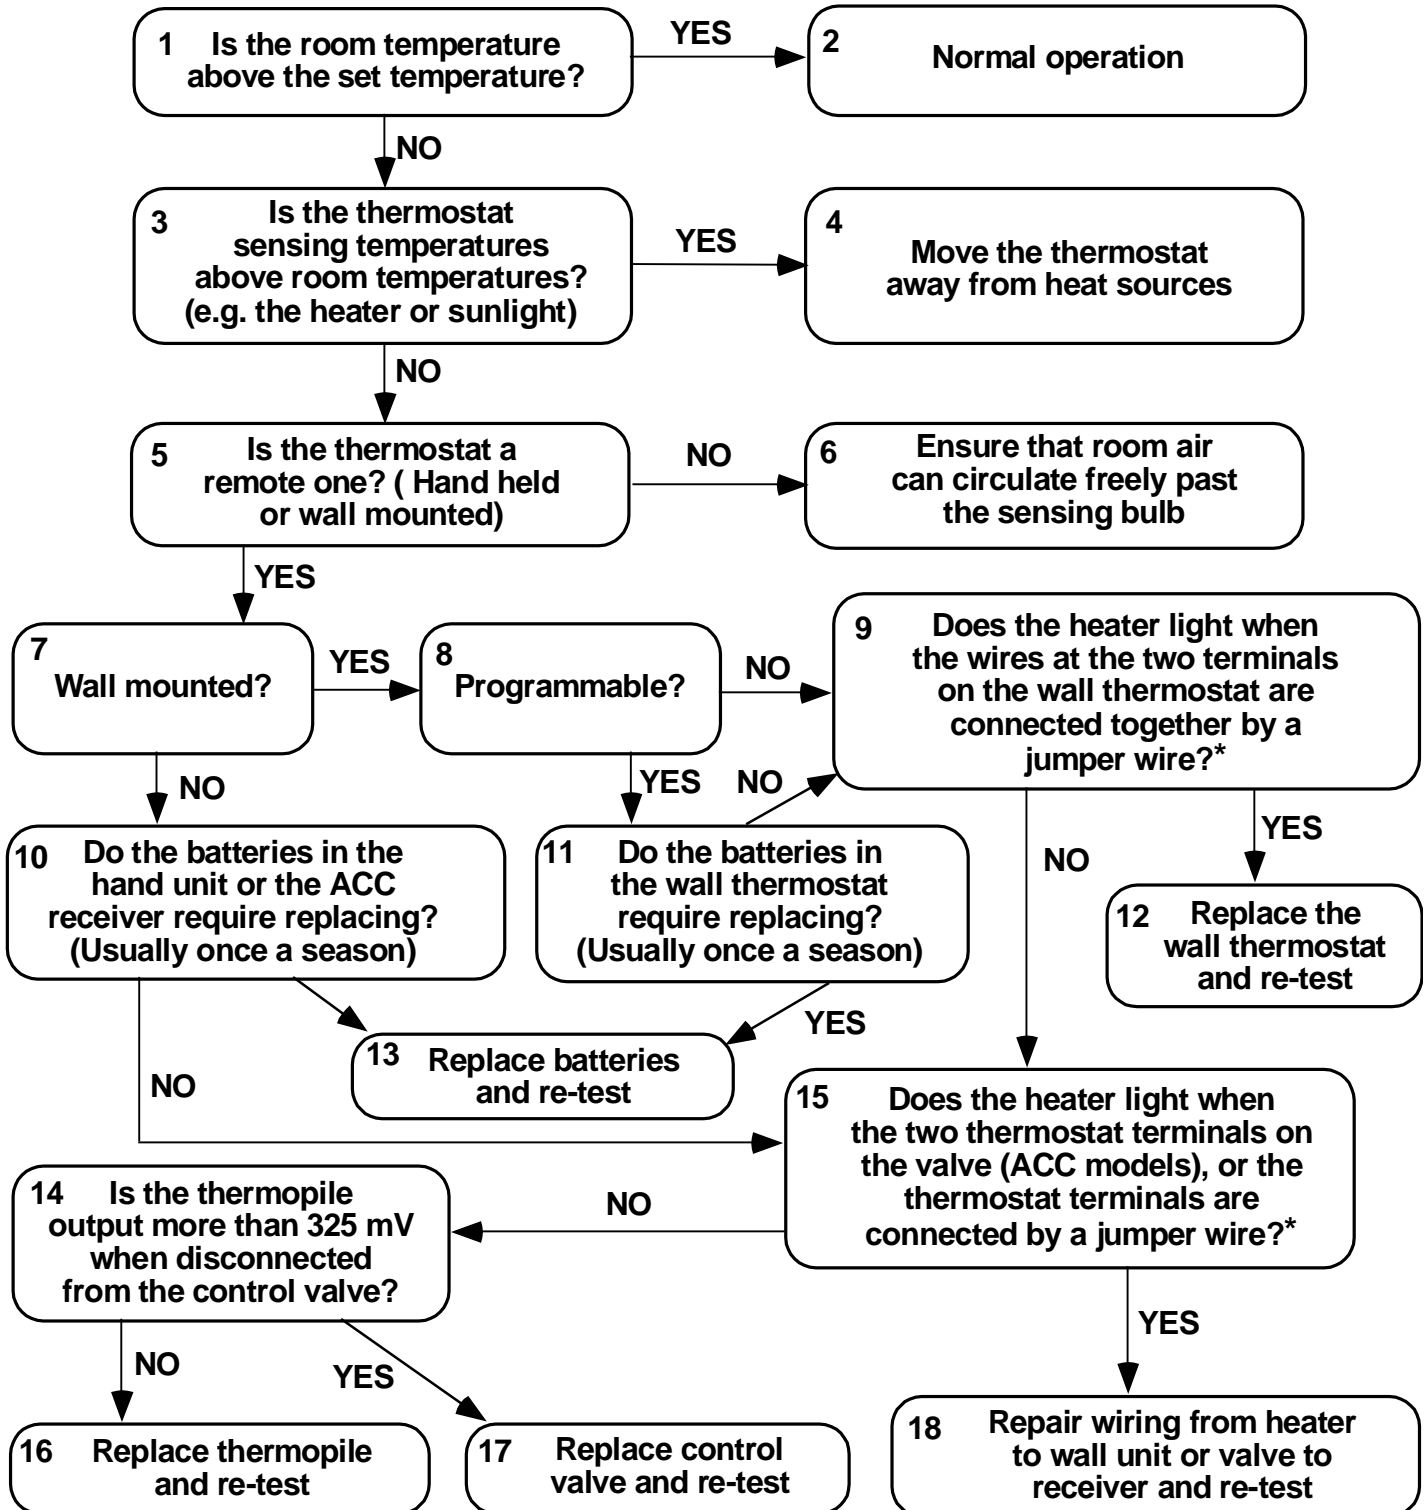 1 Is the room temperature
above the set temperature?
YES
2 Normal operation
NO
3 Is the thermostat
sensing temperatures
above room temperatures?
(e.g. the heater or sunlight)
YES
4 Move the thermostat
away from heat sources
NO
5 Is the thermostat a
remote one? ( Hand held
or wall mounted)
NO
6 Ensure that room air
can circulate freely past
the sensing bulb
YES
7 Wall mounted?
YES
8 Programmable?
NO
9 Does the heater light when
the wires at the two terminals
on the wall thermostat are
connected together by a
jumper wire?*
NO
YES
NO
NO
YES
10 Do the batteries in the
hand unit or the ACC
receiver require replacing?
(Usually once a season)
11 Do the batteries in
the wall thermostat
require replacing?
(Usually once a season)
12 Replace the
wall thermostat
and re-test
YES
13 Replace batteries
and re-test
NO
15 Does the heater light when
the two thermostat terminals on
the valve (ACC models), or the
thermostat terminals are
connected by a jumper wire?*
NO
14 Is the thermopile
output more than 325 mV
when disconnected
from the control valve?
YES
NO
YES
16 Replace thermopile
and re-test
17 Replace control
valve and re-test
18 Repair wiring from heater
to wall unit or valve to
receiver and re-test